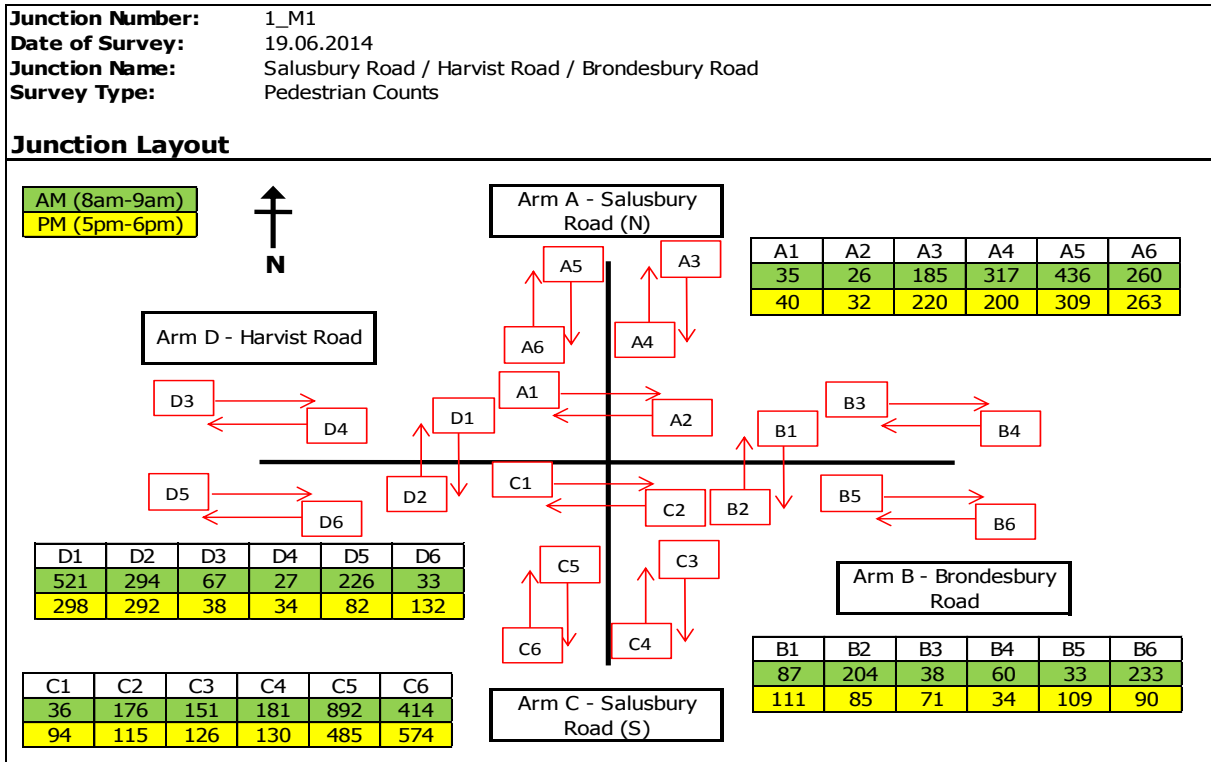 Junction Number: 1_M1
Date of Survey: 19.06.2014
Junction Name: Salusbury Road / Harvist Road / Brondesbury Road
Survey Type: Pedestrian Counts
Junction Layout
AM (8am-9am)
PM (5pm-6pm)
N
Arm A - Salusbury
Road (N)
A5
A3
A6
A4
A1 A2 A3 A4 A5 A6
35 26 185 317 436 260
40 32 220 200 309 263
Arm D - Harvist Road
D3
D4
D1
A1
A2
B1
B3
B4
D5
D6
D2
C1
C2
B2
B5
B6
D1 D2 D3 D4 D5 D6
521 294 67 27 226 33
298 292 38 34 82 132
C5
C3
C6
C4
Arm B - Brondesbury
Road
B1 B2 B3 B4 B5 B6
87 204 38 60 33 233
111 85 71 34 109 90
C1 C2 C3 C4 C5 C6
36 176 151 181 892 414
94 115 126 130 485 574
Arm C - Salusbury
Road (S)